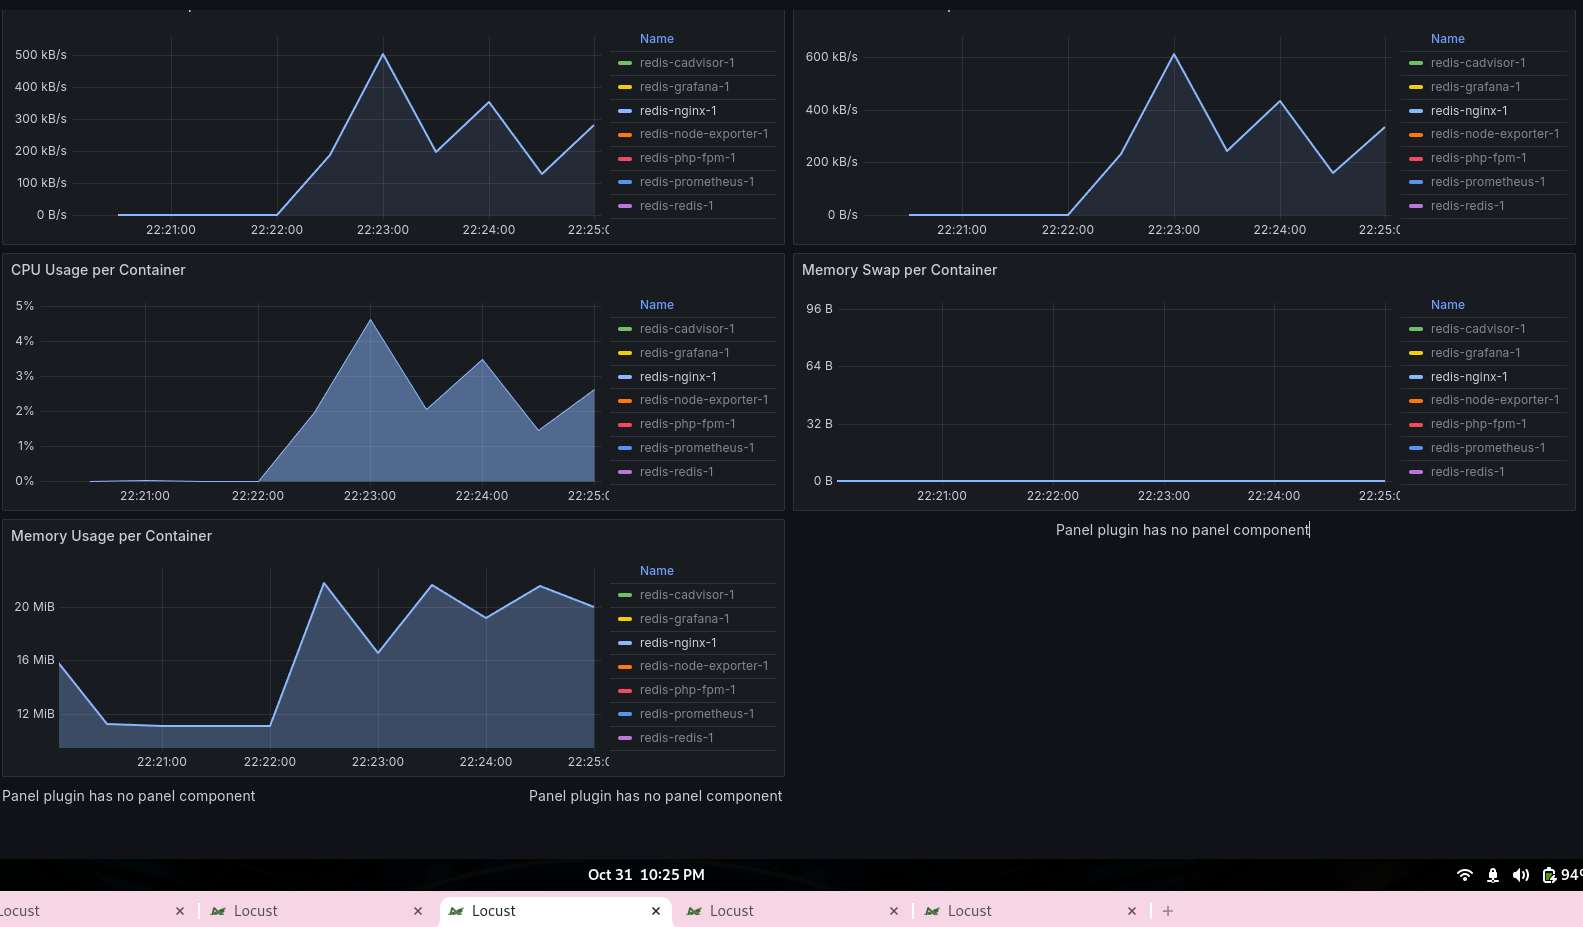 500 kB/s
400 kB/s
300 kB/s
200 kB/s
100 kB/s
0 B/s
22:21:00 22:22:00 22:23:00 22:24:00 22:25:0
Name
redis-cadvisor-1
redis-grafana-1
redis-nginx-1
redis-node-exporter-1
redis-php-fpm-1
redis-prometheus-1
redis-redis-1
600 kB/s
400 kB/s
200 kB/s
0 B/s
22:21:00 22:22:00 22:23:00 22:24:00 22:25:0
Name
redis-cadvisor-1
redis-grafana-1
redis-nginx-1
redis-node-exporter-1
redis-php-fpm-1
redis-prometheus-1
redis-redis-1
CPU Usage per Container
5%
4%
3%
2%
1%
0%
22:21:00 22:22:00 22:23:00 22:24:00 22:25:0
Name
redis-cadvisor-1
redis-grafana-1
redis-nginx-1
redis-node-exporter-1
redis-php-fpm-1
redis-prometheus-1
redis-redis-1
Memory Swap per Container
96 B
64 B
32 B
0 B
22:21:00 22:22:00 22:23:00 22:24:00 22:25:0
Name
redis-cadvisor-1
redis-grafana-1
redis-nginx-1
redis-node-exporter-1
redis-php-fpm-1
redis-prometheus-1
redis-redis-1
Memory Usage per Container
20 MiB
16 MiB
12 MiB
22:21:00 22:22:00 22:23:00 22:24:00 22:25:0
Name
redis-cadvisor-1
redis-grafana-1
redis-nginx-1
redis-node-exporter-1
redis-php-fpm-1
redis-prometheus-1
redis-redis-1
Panel plugin has no panel component
Panel plugin has no panel component
Panel plugin has no panel component
Oct 31 10:25 PM
94
Locust
Locust
Locust
Locust
Locust